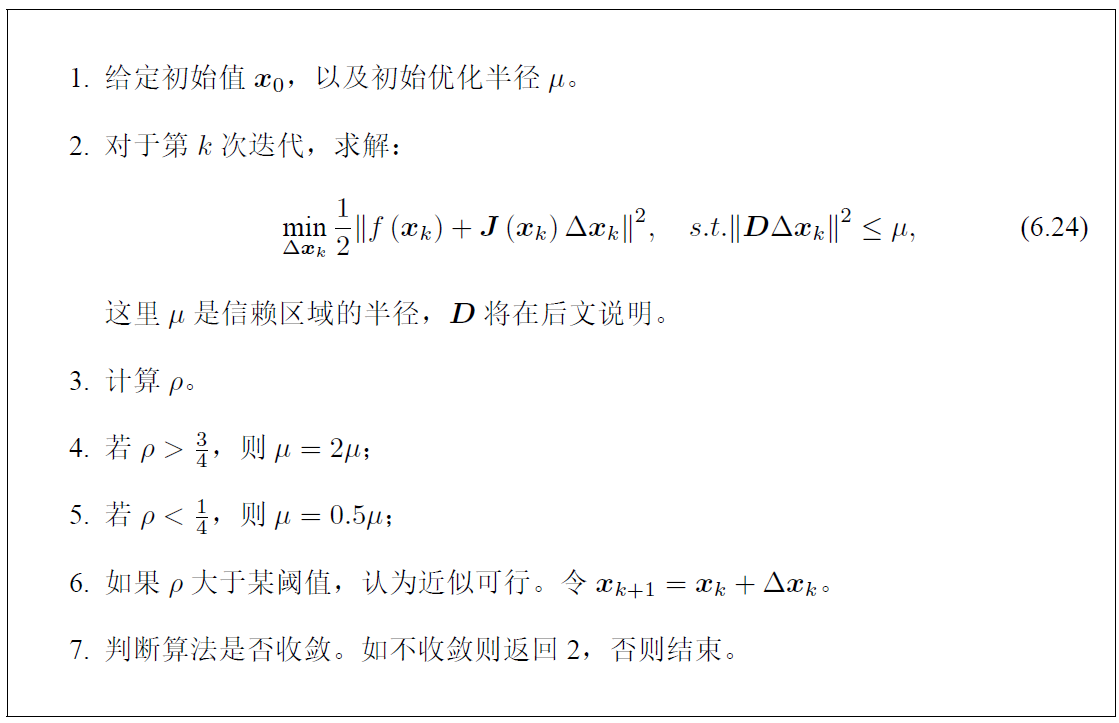 1. 给定初始值 x₀，以及初始优化半径 μ。
2. 对于第 k 次迭代，求解：
min_{Δx_k} \frac{1}{2} ‖f (x_k) + J (x_k) Δx_k‖², s.t.‖DΔx_k‖² ≤ μ, (6.24)
这里 μ 是信赖区域的半径，D 将在后文说明。
3. 计算 ρ。
4. 若 ρ > \frac{3}{4}，则 μ = 2μ；
5. 若 ρ < \frac{1}{4}，则 μ = 0.5μ；
6. 如果 ρ 大于某阈值，认为近似可行。令 x_{k+1} = x_k + Δx_k。
7. 判断算法是否收敛。如不收敛则返回 2，否则结束。